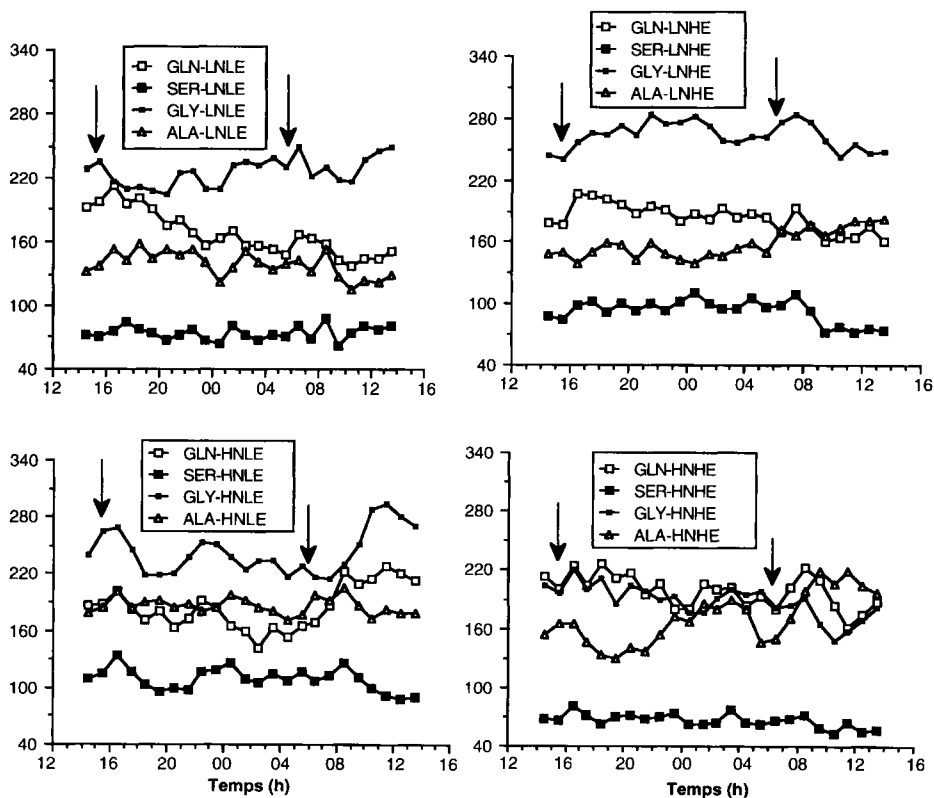 GLN-LNLE
SER-LNLE
GLY-LNLE
ALA-LNLE
340
280
220
160
100
40
12 16 20 00 04 08 12 16
GLN-LNHE
SER-LNHE
GLY-LNHE
ALA-LNHE
340
280
220
160
100
40
12 16 20 00 04 08 12 16
GLN-HNLE
SER-HNLE
GLY-HNLE
ALA-HNLE
340
280
220
160
100
40
12 16 20 00 04 08 12 16
Temps (h)
GLN-HNHE
SER-HNHE
GLY-HNHE
ALA-HNHE
340
280
220
160
100
40
12 16 20 00 04 08 12 16
Temps (h)